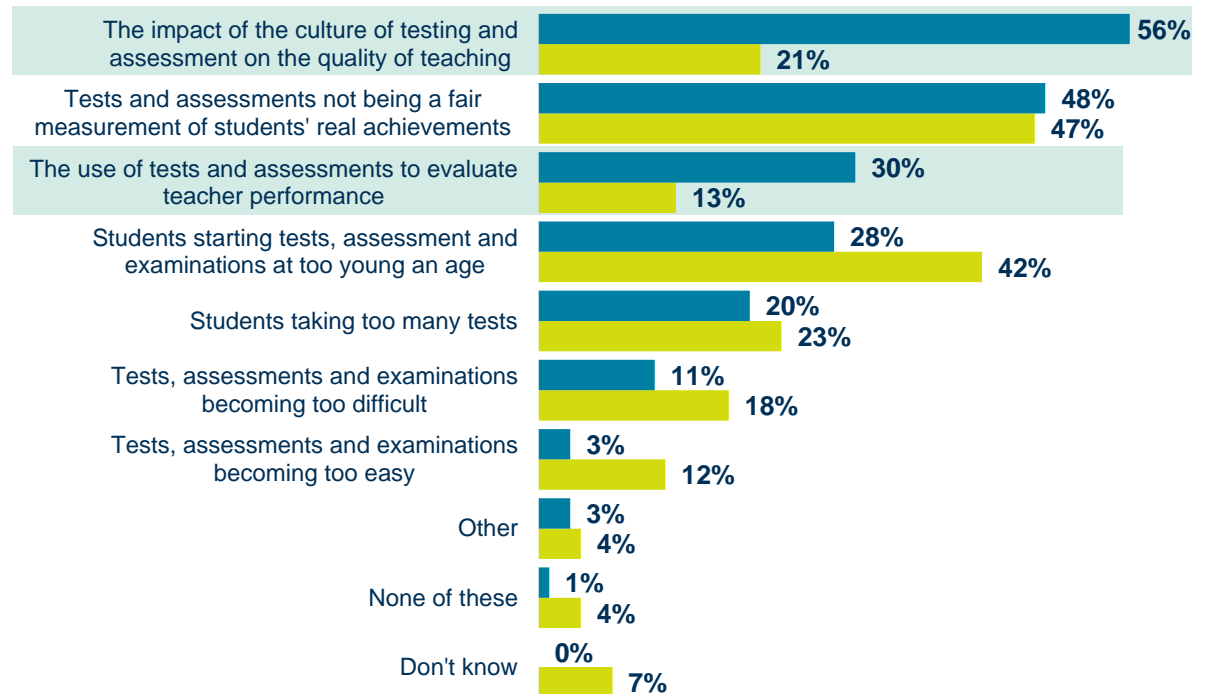 The impact of the culture of testing and
assessment on the quality of teaching
56%
21%
Tests and assessments not being a fair
measurement of students' real achievements
48%
47%
The use of tests and assessments to evaluate
teacher performance
30%
13%
Students starting tests, assessment and
examinations at too young an age
28%
42%
Students taking too many tests
20%
23%
Tests, assessments and examinations
becoming too difficult
11%
18%
Tests, assessments and examinations
becoming too easy
3%
12%
Other
3%
4%
None of these
1%
4%
Don't know
0%
7%